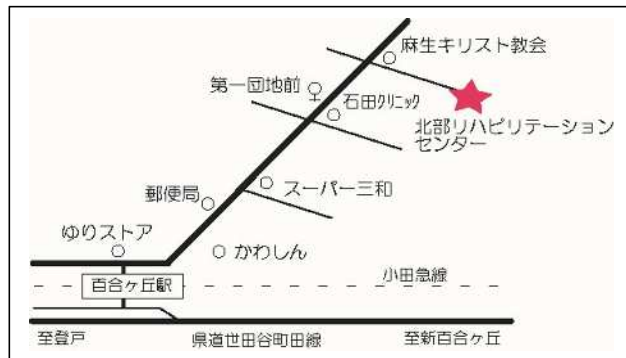 麻生キリスト教会
第一団地前
石田クリニック
北部リハビリテーション
センター
スーパー三和
郵便局
ゆりストア
かわしん
小田急線
百合ヶ丘駅
至登戸
県道世田谷町田線
至新百合ヶ丘